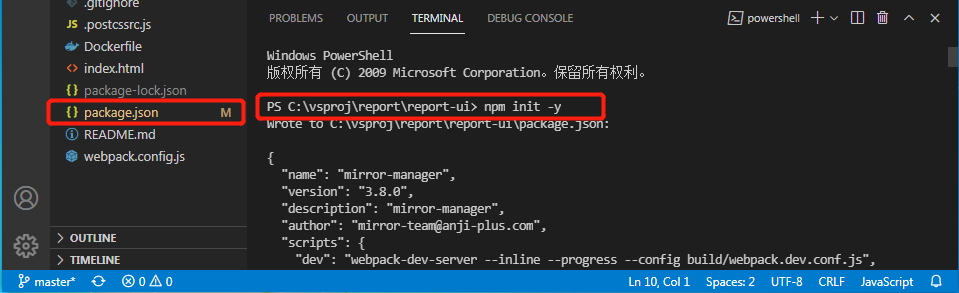 .gitignore
JS .postcssrc.js
Dockerfile
<> index.html
{} package-lock.json
{} package.json M
README.md
webpack.config.js
OUTLINE
TIMELINE
PROBLEMS OUTPUT TERMINAL DEBUG CONSOLE powershell
Windows PowerShell
版权所有 (C) 2009 Microsoft Corporation。保留所有权利。
PS C:\vsproj\report\report-ui> npm init -y
Wrote to C:\vsproj\report\report-ui\package.json:
{
"name": "mirror-manager",
"version": "3.8.0",
"description": "mirror-manager",
"author": "mirror-team@anji-plus.com",
"scripts": {
"dev": "webpack-dev-server --inline --progress --config build/webpack.dev.conf.js",
master* 0 0 Ln 10, Col 1 Spaces: 2 UTF-8 CRLF JavaScript